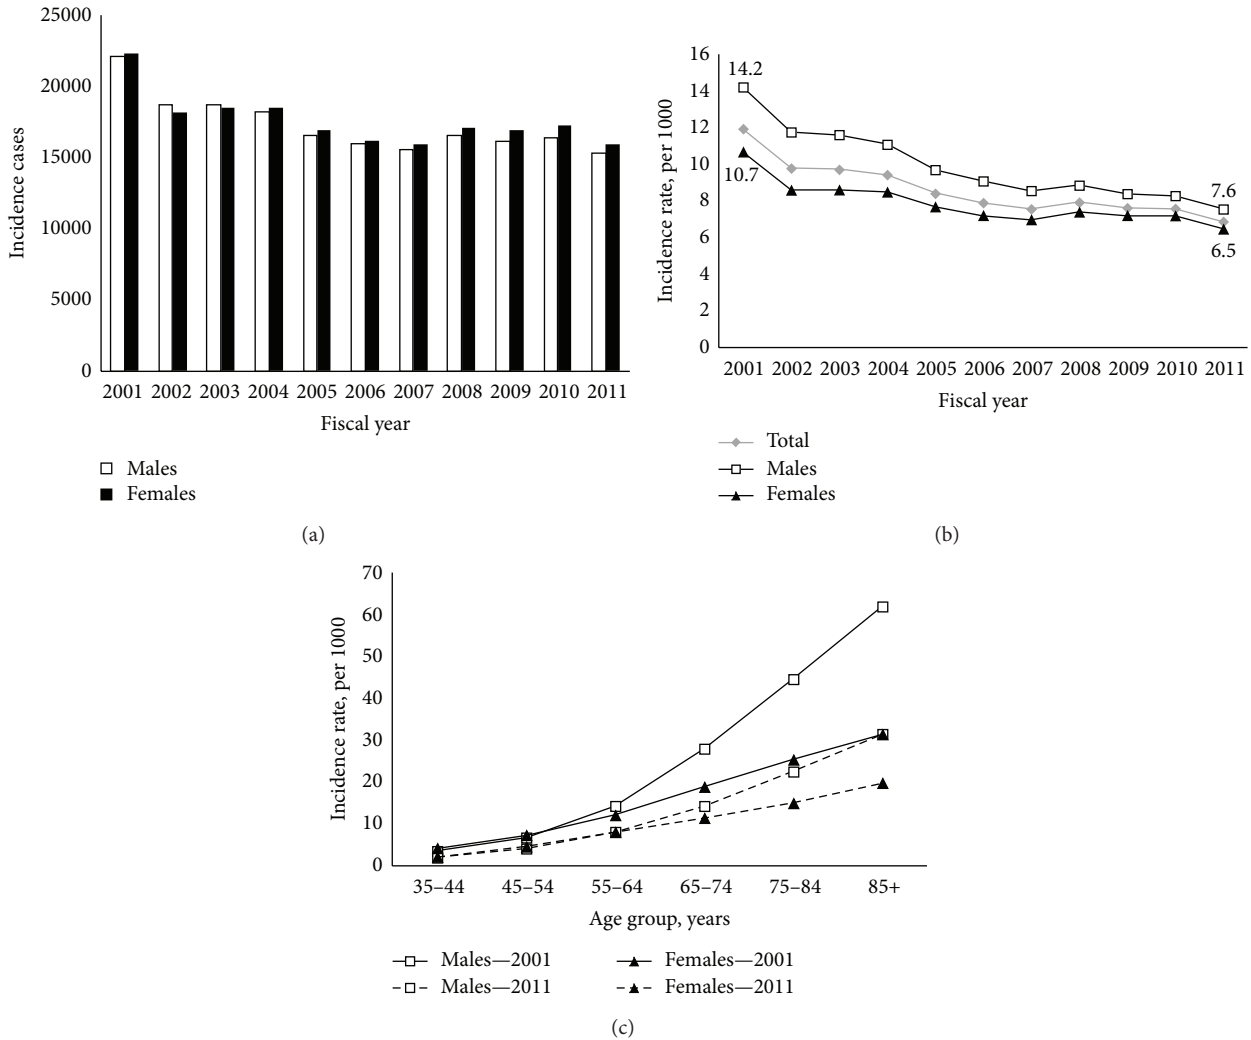 25000
20000
15000
10000
5000
0
Incidence cases
2001 2002 2003 2004 2005 2006 2007 2008 2009 2010 2011
Fiscal year
Males
Females
(a)
16
14
12
10
8
6
4
2
0
Incidence rate, per 1000
14.2
10.7
7.6
6.5
2001 2002 2003 2004 2005 2006 2007 2008 2009 2010 2011
Fiscal year
Total
Males
Females
(b)
70
60
50
40
30
20
10
0
Incidence rate, per 1000
35–44 45–54 55–64 65–74 75–84 85+
Age group, years
Males—2001 Females—2001
Males—2011 Females—2011
(c)